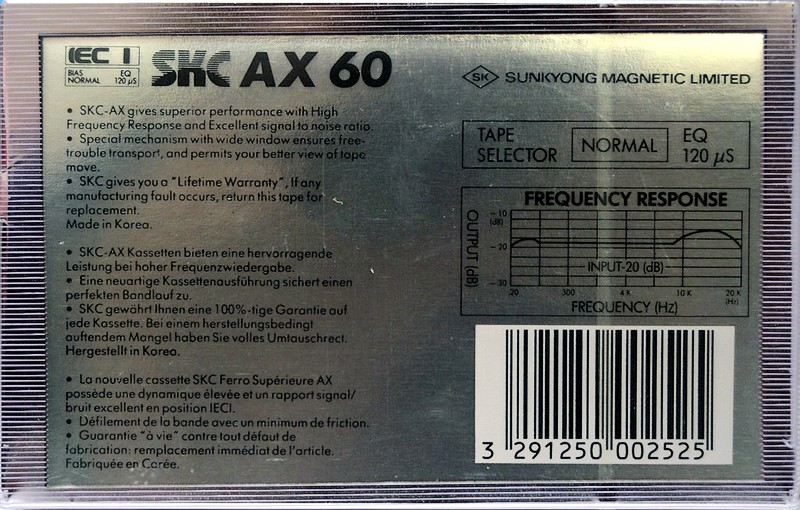 IEC I
BIAS NORMAL EQ 120 µS
SKC AX 60
• SKC-AX gives superior performance with High
Frequency Response and Excellent signal to noise ratio.
• Special mechanism with wide window ensures free-
trouble transport, and permits your better view of tape
move.
• SKC gives you a "Lifetime Warranty", If any
manufacturing fault occurs, return this tape for
replacement.
Made in Korea.
• SKC-AX Kassetten bieten eine hervorragende
Leistung bei hoher Frequenzwiedergabe.
• Eine neuartige Kassettenausführung sichert einen
perfekten Bandlauf zu.
• SKC gewährt Ihnen eine 100%-tige Garantie auf
jede Kassette. Bei einem herstellungsbedingt
auftendem Mangel haben Sie volles Umtauschrect.
Hergestellt in Korea.
• La nouvelle cassette SKC Ferro Supérieure AX
possède une dynamique élevée et un rapport signal/
bruit excellent en position IECI.
• Défilement de la bande avec un minimum de friction.
• Guarantie "à vie" contre tout défaut de
fabrication: remplacement immédiat de l'article.
Fabriquée en Carée.
SK SUNKYONG MAGNETIC LIMITED
TAPE SELECTOR NORMAL EQ 120 µS
FREQUENCY RESPONSE
OUTPUT (dB)
-10
-20
-30
INPUT-20 (dB)
20 300 4K 10K 20K
(Hz)
FREQUENCY (Hz)
3 291250 002525